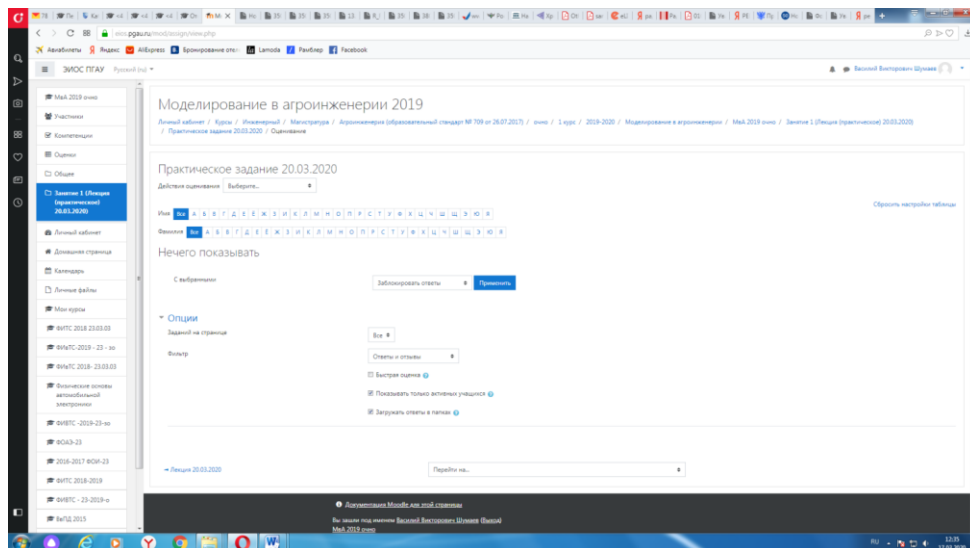 eios.pgau.ru/mod/assign/view.php
Авиабилеты Яндекс AliExpress Бронирование Lamoda Рамблер Facebook
ЭИОС ПГАУ Русский (ru)
Василий Викторович Шумаев
МвА 2019 очно
Участники
Компетенции
Оценки
Общее
Занятие 1 (Лекция
(практическое)
20.03.2020)
Личный кабинет
Домашняя страница
Календарь
Личные файлы
Мои курсы
ФИТС 2018 23.03.03
ФИвТС-2019 - 23 - зо
ФИвТС 2018- 23.03.03
Физические основы
автомобильной
электроники
ФИВТС -2019-23-зо
ФОАЭ-23
2016-2017 ФОИ-23
ФИТС 2018-2019
ФИВТС - 23-2019-о
ВвПД 2015
Моделирование в агроинженерии 2019
Личный кабинет / Курсы / Инженерный / Магистратура / Агроинженерия (образовательный стандарт № 709 от 26.07.2017) / очно / 1 курс / 2019-2020 / Моделирование в агроинженерии / МвА 2019 очно / Занятие 1 (Лекция (практическое) 20.03.2020)
/ Практическое задание 20.03.2020 / Оценивание
Практическое задание 20.03.2020
Действия оценивания Выберите...
Сбросить настройки таблицы
Имя Все А Б В Г Д Е Ё Ж З И К Л М Н О П Р С Т У Ф Х Ц Ч Ш Щ Э Ю Я
Фамилия Все А Б В Г Д Е Ё Ж З И К Л М Н О П Р С Т У Ф Х Ц Ч Ш Щ Э Ю Я
Нечего показывать
С выбранными Заблокировать ответы Применить
Опции
Заданий на странице Все
Фильтр Ответы и отзывы
Быстрая оценка
Показывать только активных учащихся
Загружать ответы в папках
Лекция 20.03.2020 Перейти на...
Документация Moodle для этой страницы
Вы зашли под именем Василий Викторович Шумаев (Выход)
МвА 2019 очно
RU 12:35